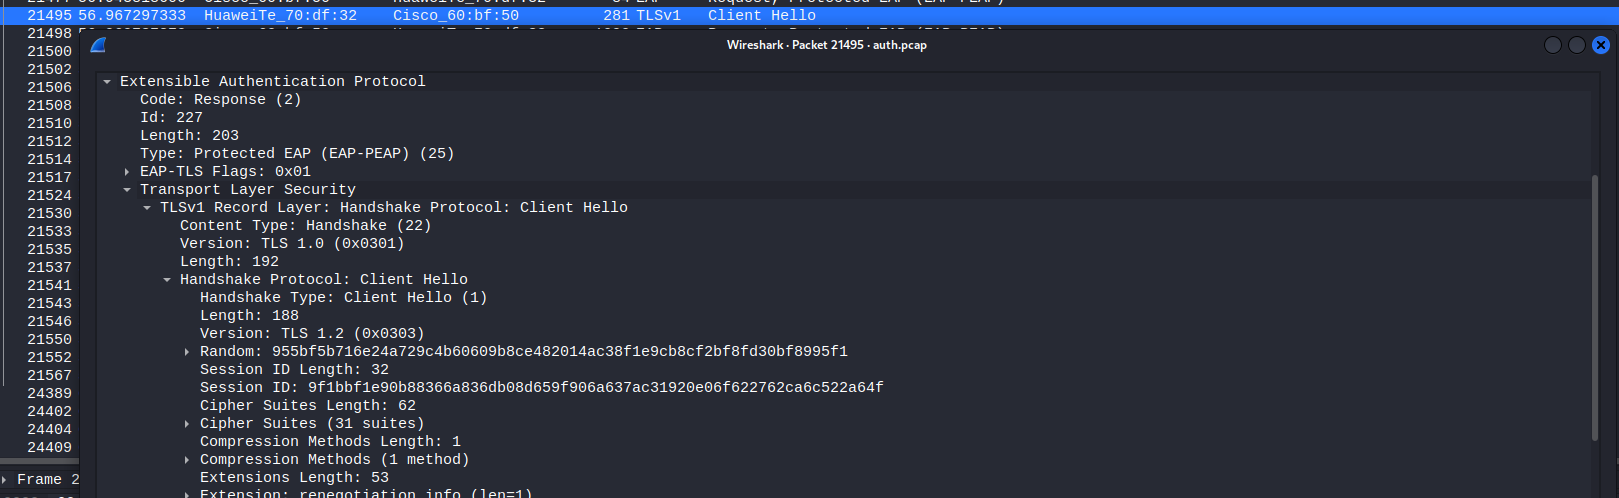 21495 56.967297333 HuaweiTe_70:df:32 Cisco_60:bf:50 281 TLSv1 Client Hello
21498
Wireshark · Packet 21495 · auth.pcap
21500
21502
Extensible Authentication Protocol
21506
Code: Response (2)
21508
Id: 227
21510
Length: 203
21512
Type: Protected EAP (EAP-PEAP) (25)
21514
EAP-TLS Flags: 0x01
21517
Transport Layer Security
21524
TLSv1 Record Layer: Handshake Protocol: Client Hello
21530
Content Type: Handshake (22)
21533
Version: TLS 1.0 (0x0301)
21535
Length: 192
21537
Handshake Protocol: Client Hello
21541
Handshake Type: Client Hello (1)
21543
Length: 188
21546
Version: TLS 1.2 (0x0303)
21550
Random: 955bf5b716e24a729c4b60609b8ce482014ac38f1e9cb8cf2bf8fd30bf8995f1
21552
Session ID Length: 32
21567
Session ID: 9f1bbf1e90b88366a836db08d659f906a637ac31920e06f622762ca6c522a64f
24389
Cipher Suites Length: 62
24402
Cipher Suites (31 suites)
24404
Compression Methods Length: 1
24409
Compression Methods (1 method)
Extensions Length: 53
Frame 2
Extension: renegotiation_info (len=1)